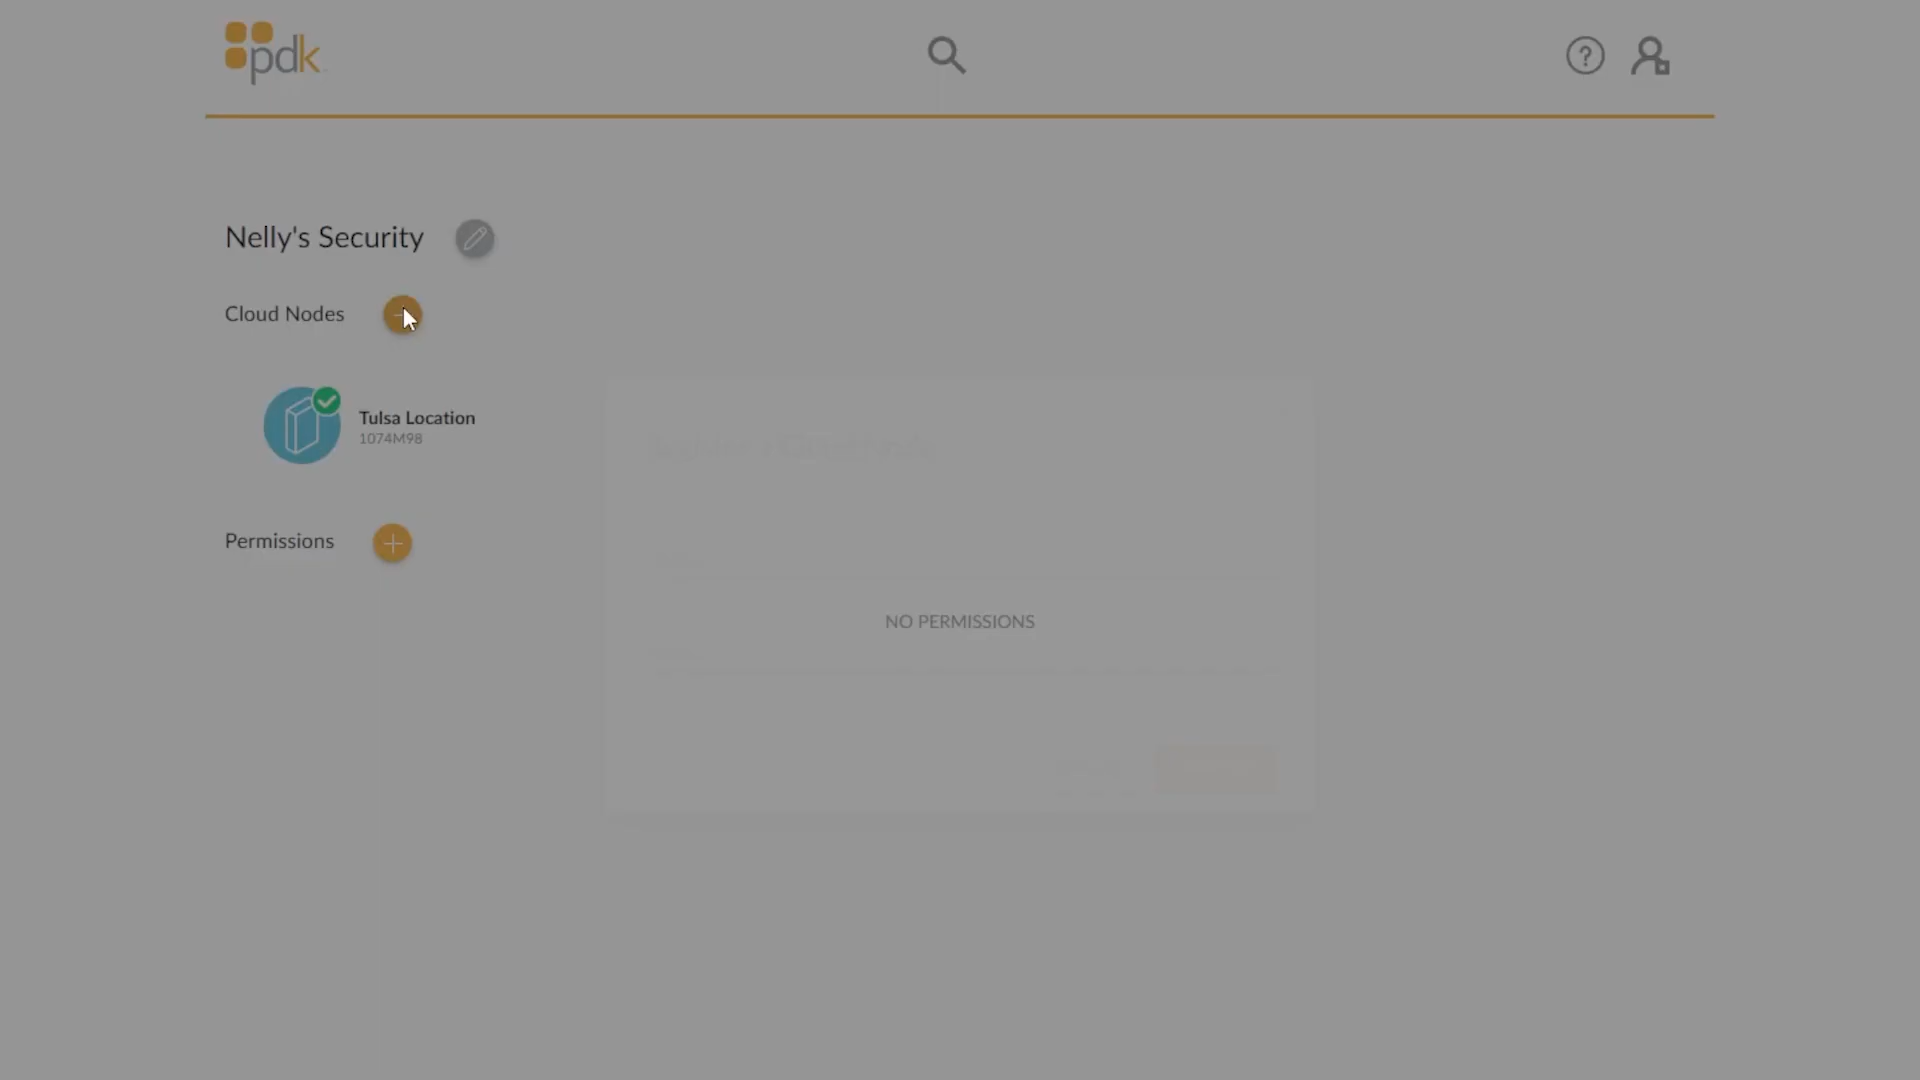 pdk
Nelly's Security
Cloud Nodes
Tulsa Location
1074M98
Permissions
NO PERMISSIONS